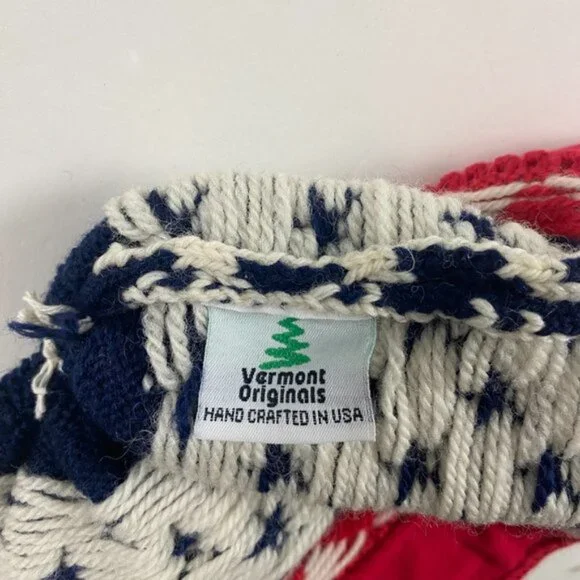 Vermont
Originals
HAND CRAFTED IN USA